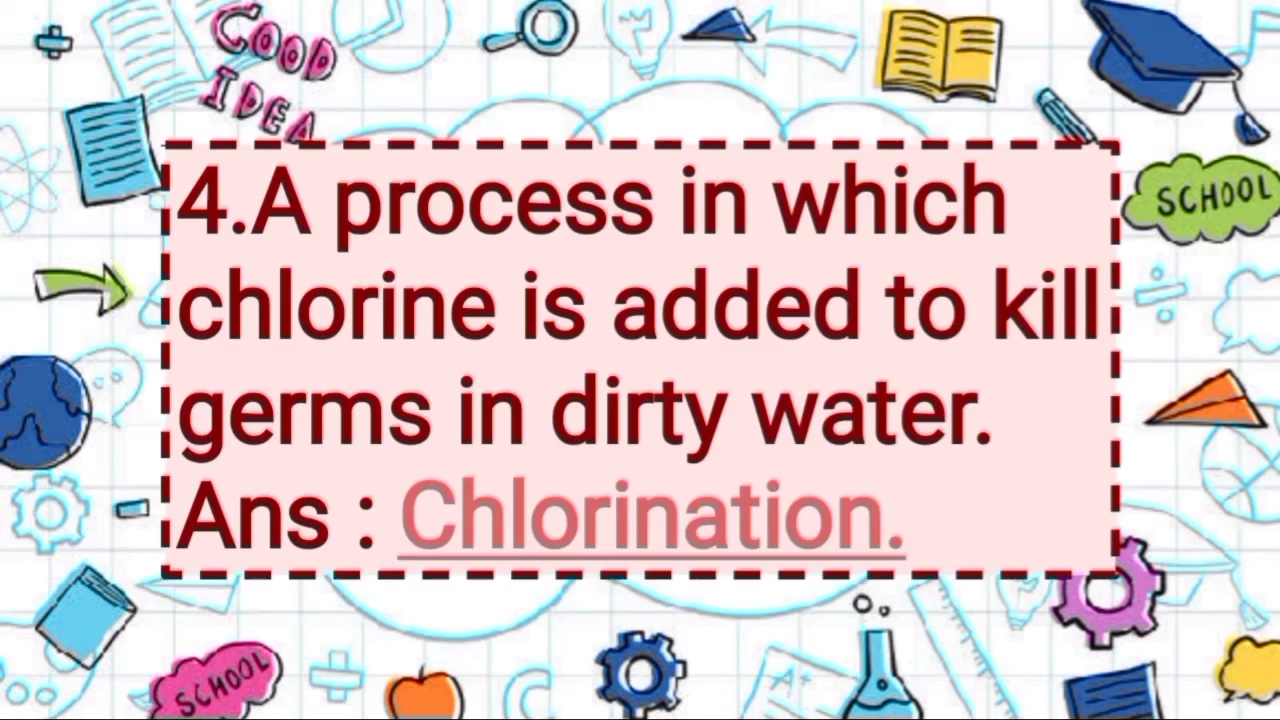 GOOD
IDEA
SCHOOL
4.A process in which
chlorine is added to kill
germs in dirty water.
Ans : Chlorination.
SCHOOL
A+